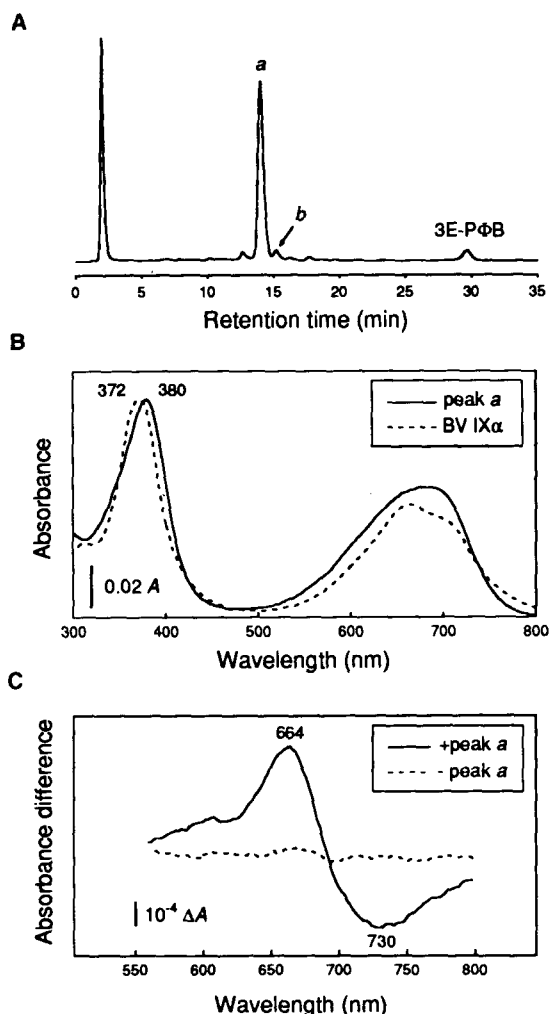 A
a
b
3E-PΦB
0 5 10 15 20 25 30 35
Retention time (min)
B
372 380
peak a
BV IXα
Absorbance
0.02 A
300 400 500 600 700 800
Wavelength (nm)
C
664
+peak a
- peak a
Absorbance difference
10⁻⁴ ΔA
730
550 600 650 700 750 800
Wavelength (nm)